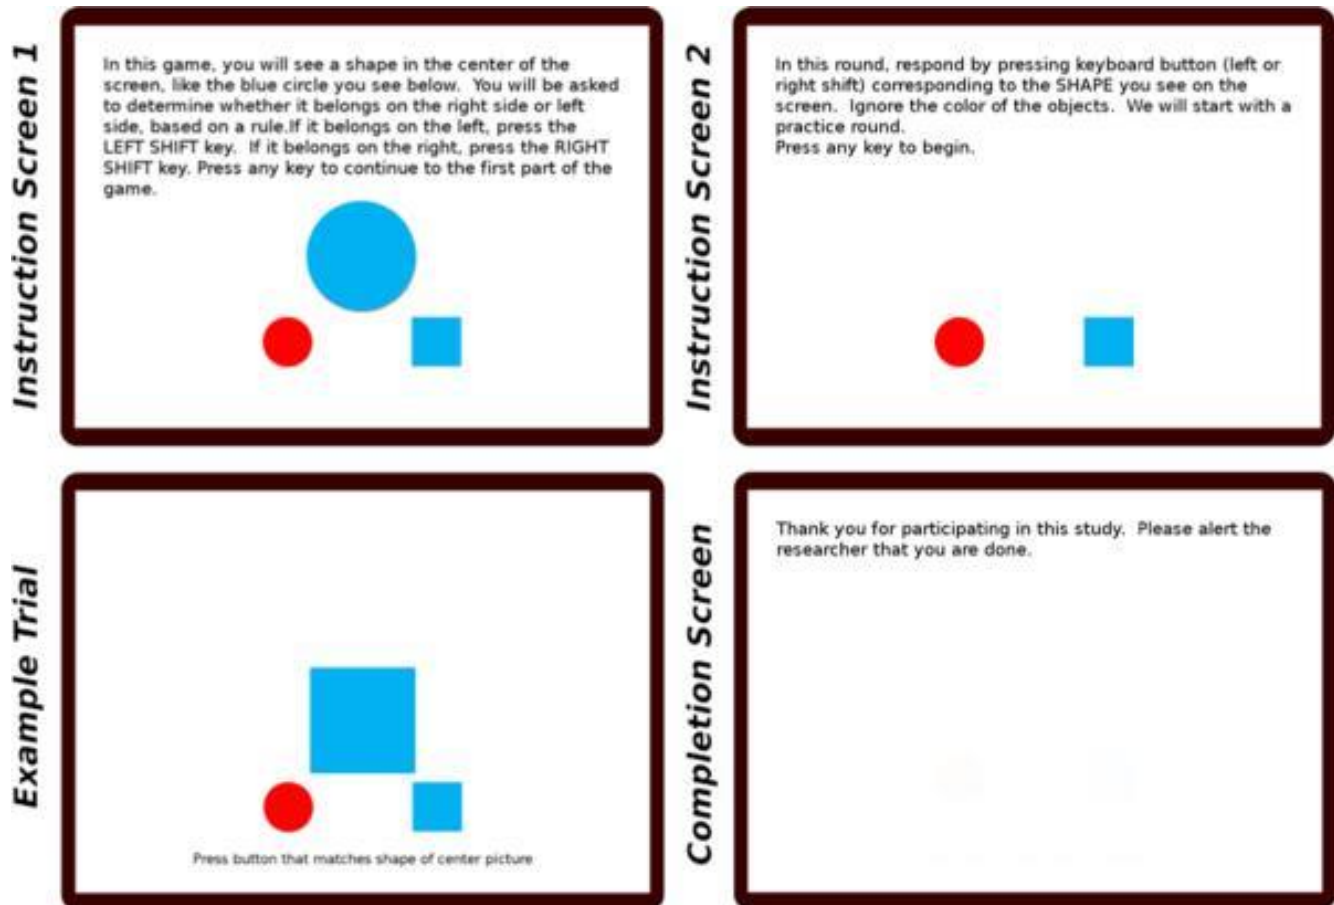 Instruction Screen 1
In this game, you will see a shape in the center of the
screen, like the blue circle you see below.  You will be asked
to determine whether it belongs on the right side or left
side, based on a rule.If it belongs on the left, press the
LEFT SHIFT key.  If it belongs on the right, press the RIGHT
SHIFT key. Press any key to continue to the first part of the
game.
Instruction Screen 2
In this round, respond by pressing keyboard button (left or
right shift) corresponding to the SHAPE you see on the
screen.  Ignore the color of the objects.  We will start with a
practice round.
Press any key to begin.
Example Trial
Press button that matches shape of center picture
Completion Screen
Thank you for participating in this study.  Please alert the
researcher that you are done.